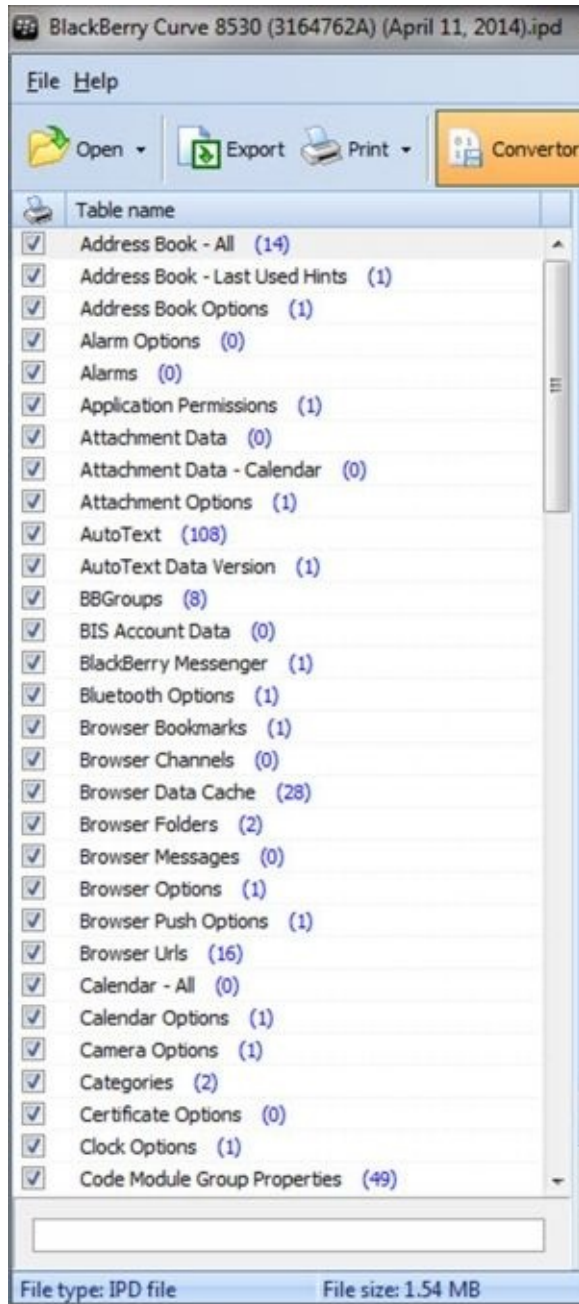 BlackBerry Curve 8530 (3164762A) (April 11, 2014).ipd
File Help
Open Export Print Convertor
Table name
Address Book - All (14)
Address Book - Last Used Hints (1)
Address Book Options (1)
Alarm Options (0)
Alarms (0)
Application Permissions (1)
Attachment Data (0)
Attachment Data - Calendar (0)
Attachment Options (1)
AutoText (108)
AutoText Data Version (1)
BBGroups (8)
BIS Account Data (0)
BlackBerry Messenger (1)
Bluetooth Options (1)
Browser Bookmarks (1)
Browser Channels (0)
Browser Data Cache (28)
Browser Folders (2)
Browser Messages (0)
Browser Options (1)
Browser Push Options (1)
Browser Urls (16)
Calendar - All (0)
Calendar Options (1)
Camera Options (1)
Categories (2)
Certificate Options (0)
Clock Options (1)
Code Module Group Properties (49)
File type: IPD file File size: 1.54 MB